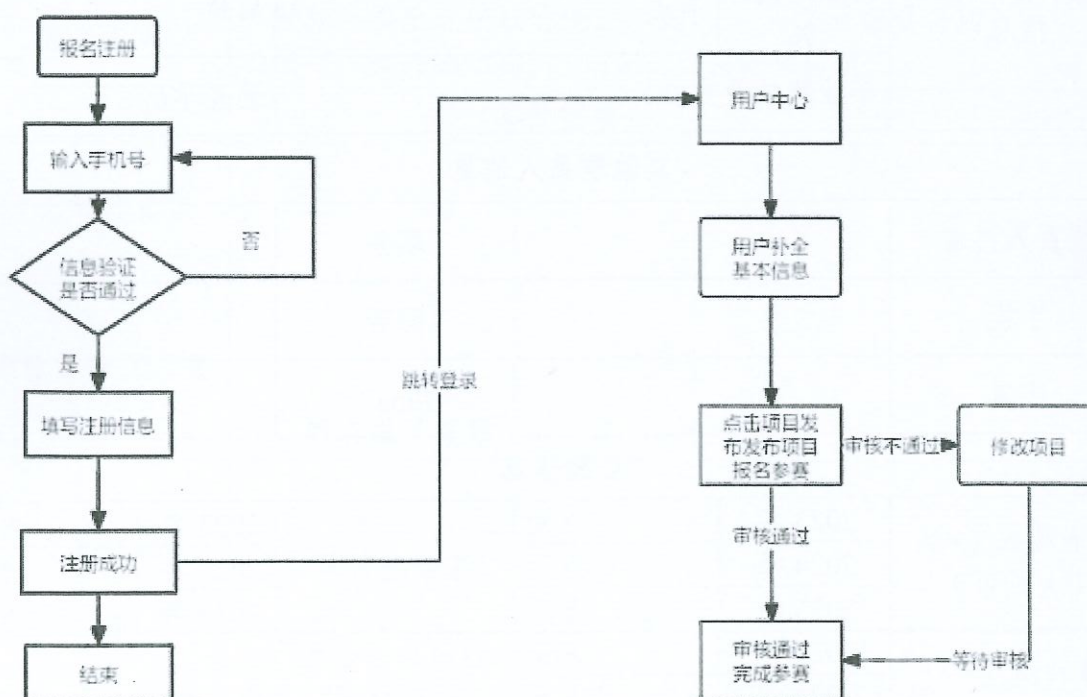 报名注册
输入手机号
否
信息验证
是否通过
是
填写注册信息
注册成功
结束
跳转登录
用户中心
用户补全
基本信息
点击项目发
布发布项目
报名参赛
审核不通过
修改项目
审核通过
审核通过
完成参赛
等待审核